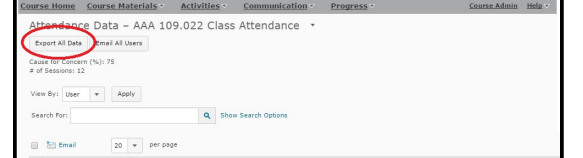 Course Home Course Materials Activities Communication Progress Course Admin Help
Attendance Data – AAA 109.022 Class Attendance
Export All Data Email All Users
Cause for Concern (%): 75
# of Sessions: 12
View By: User Apply
Search For: Show Search Options
Email 20 per page